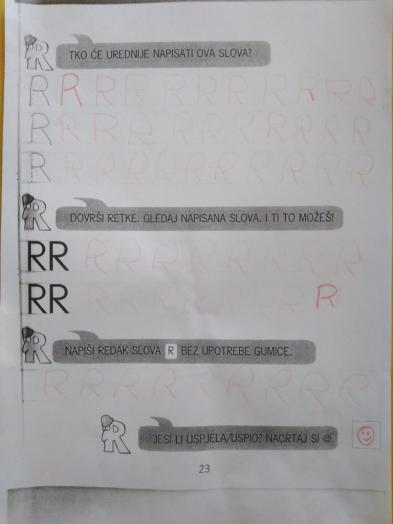 TKO ĆE UREDNIJE NAPISATI OVA SLOVA?
R R R R R R R R R R R R
R R R R R R R R R R R
R R R R R R R R R R R
DOVRŠI RETKE. GLEDAJ NAPISANA SLOVA. I TI TO MOŽEŠ!
RR R R R R R R R R
RR R R R R R R R
NAPIŠI REDAK SLOVA R BEZ UPOTREBE GUMICE.
R R R R R R R R R R
JESI LI USPJELA/USPIO? NACRTAJ SI ☺.
23